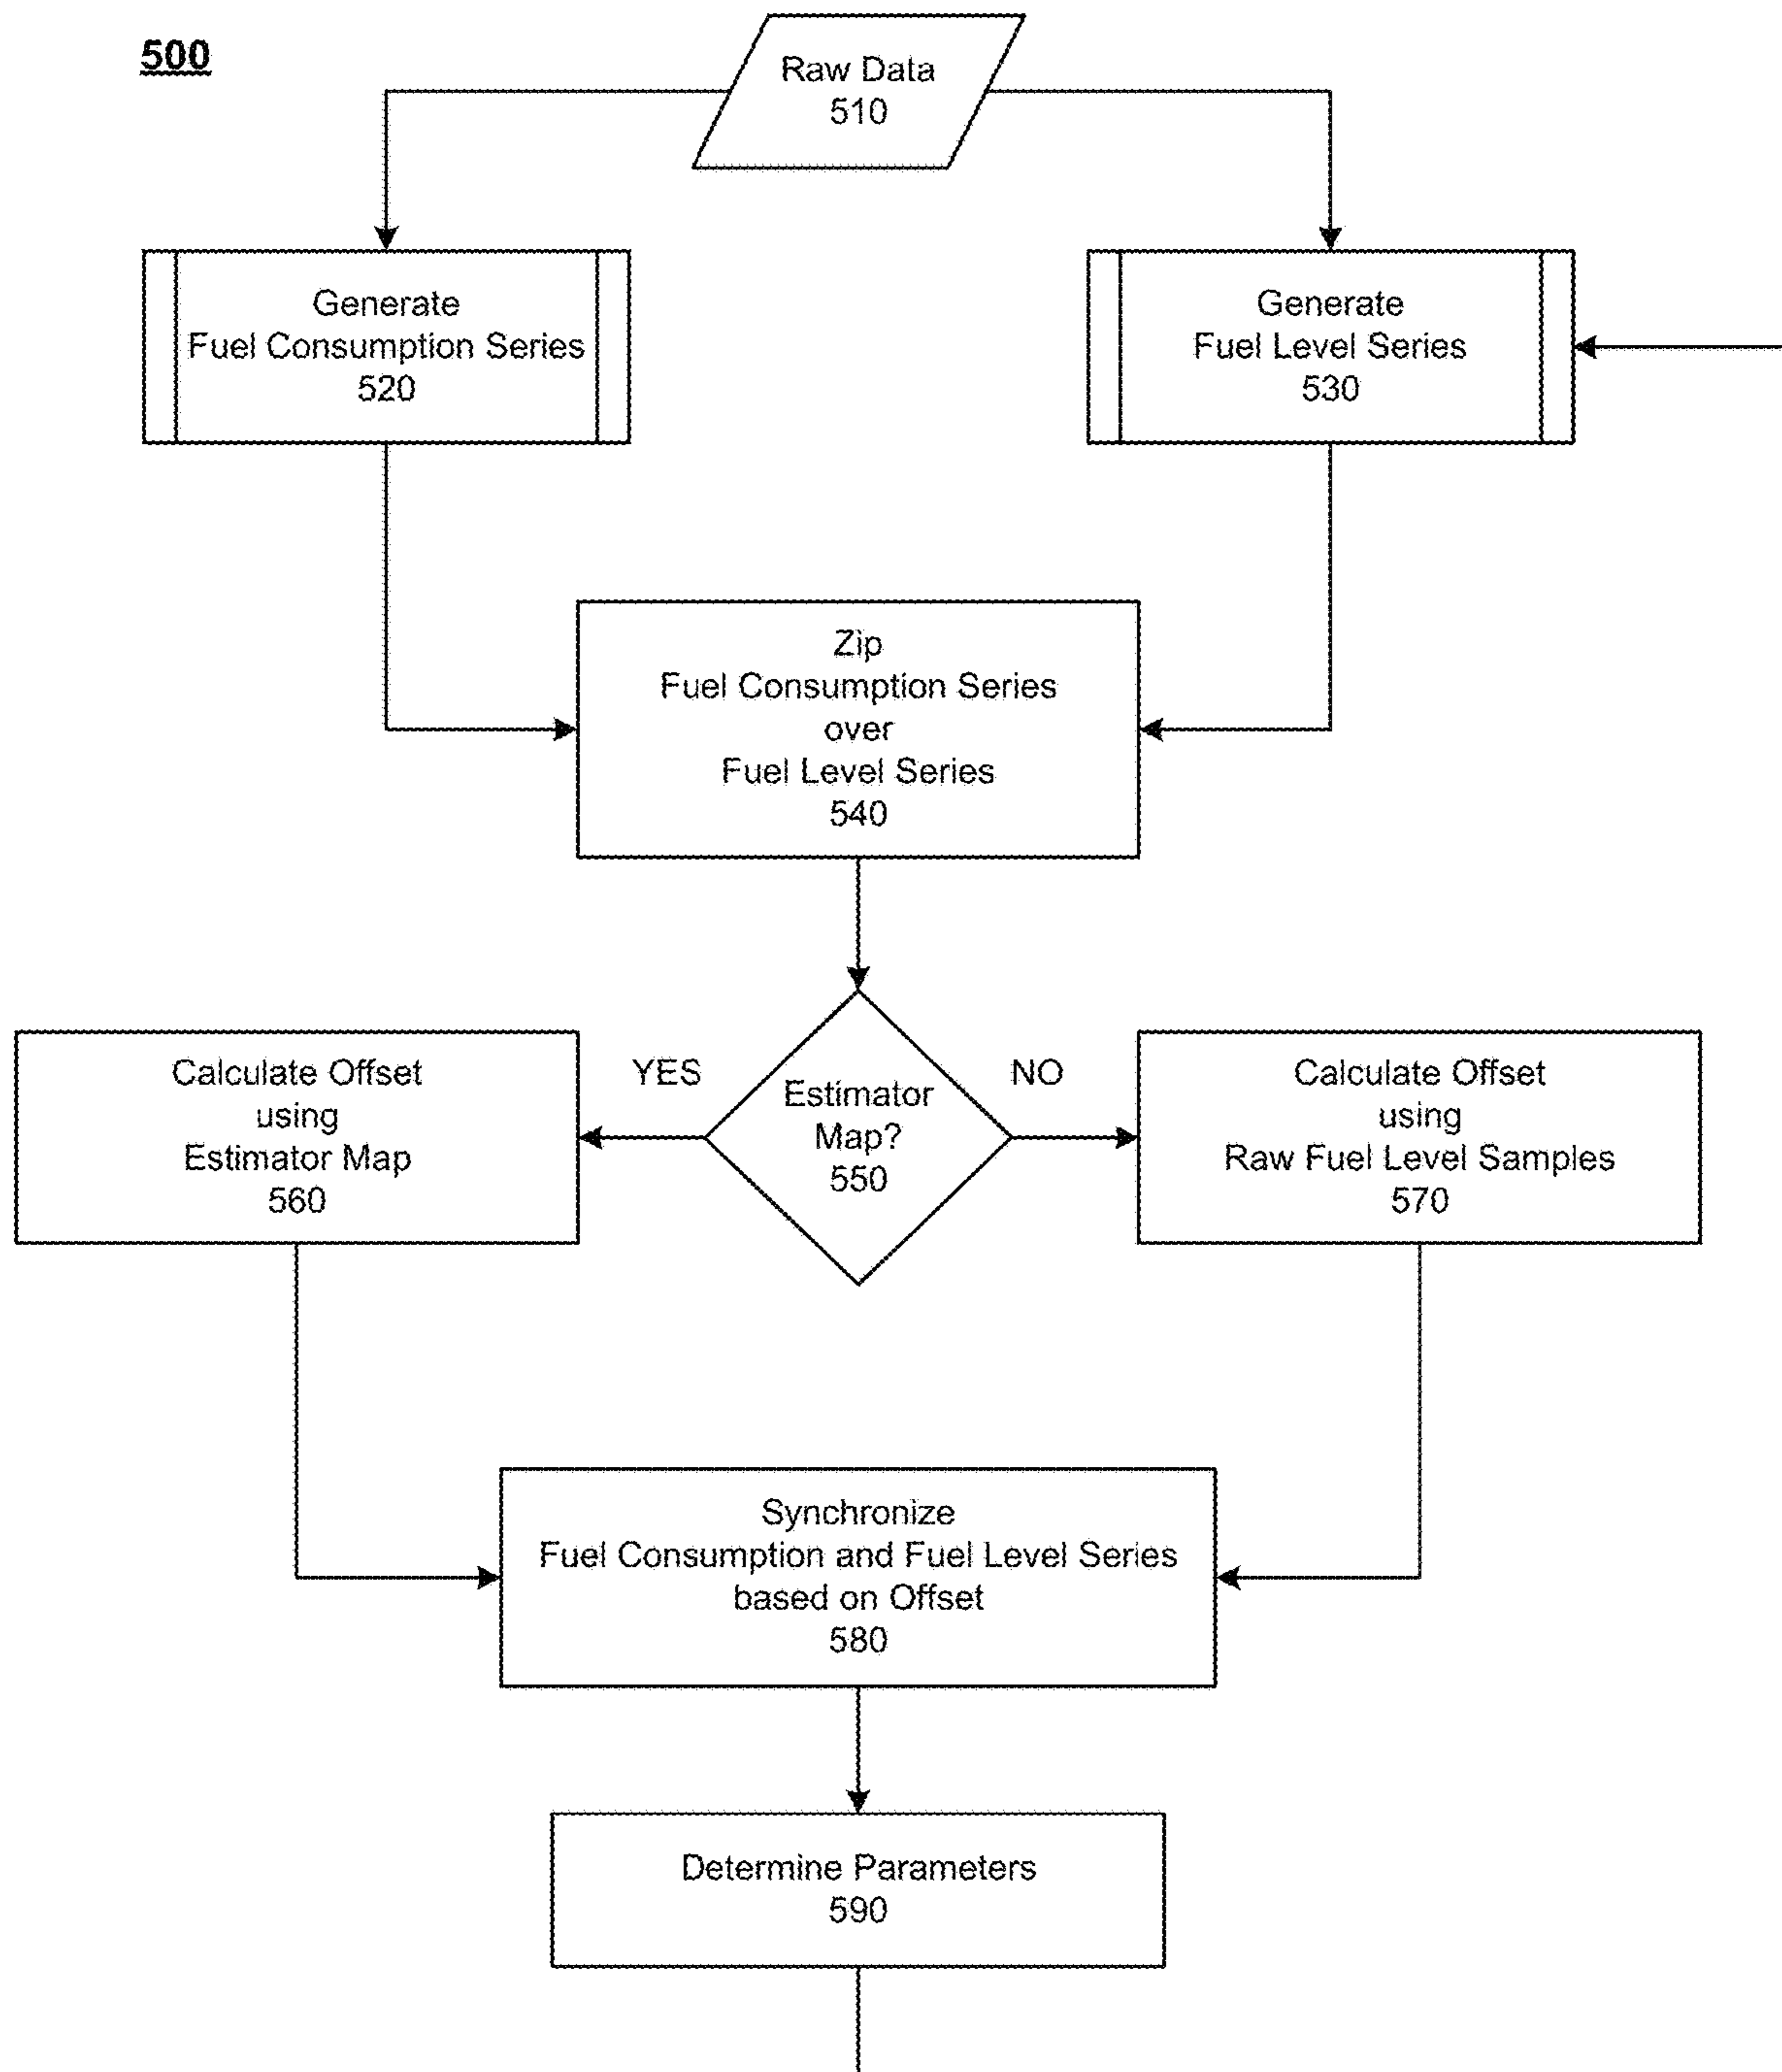 500
Raw Data
510
Generate
Fuel Consumption Series
520
Generate
Fuel Level Series
530
Zip
Fuel Consumption Series
over
Fuel Level Series
540
Calculate Offset
using
Estimator Map
560
YES
Estimator
Map?
550
NO
Calculate Offset
using
Raw Fuel Level Samples
570
Synchronize
Fuel Consumption and Fuel Level Series
based on Offset
580
Determine Parameters
590